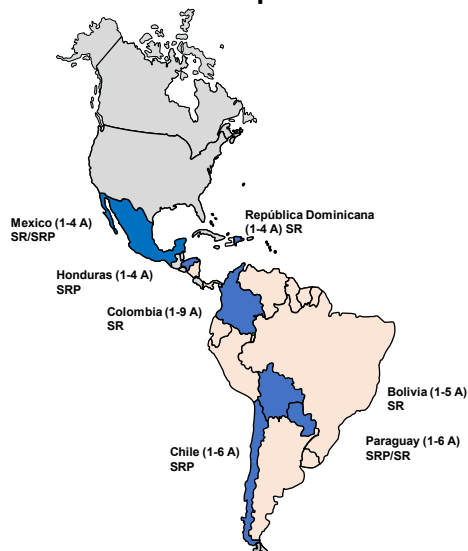 Mexico (1-4 A)
SR/SRP
República Dominicana
(1-4 A) SR
Honduras (1-4 A)
SRP
Colombia (1-9 A)
SR
Bolivia (1-5 A)
SR
Chile (1-6 A)
SRP
Paraguay (1-6 A)
SRP/SR